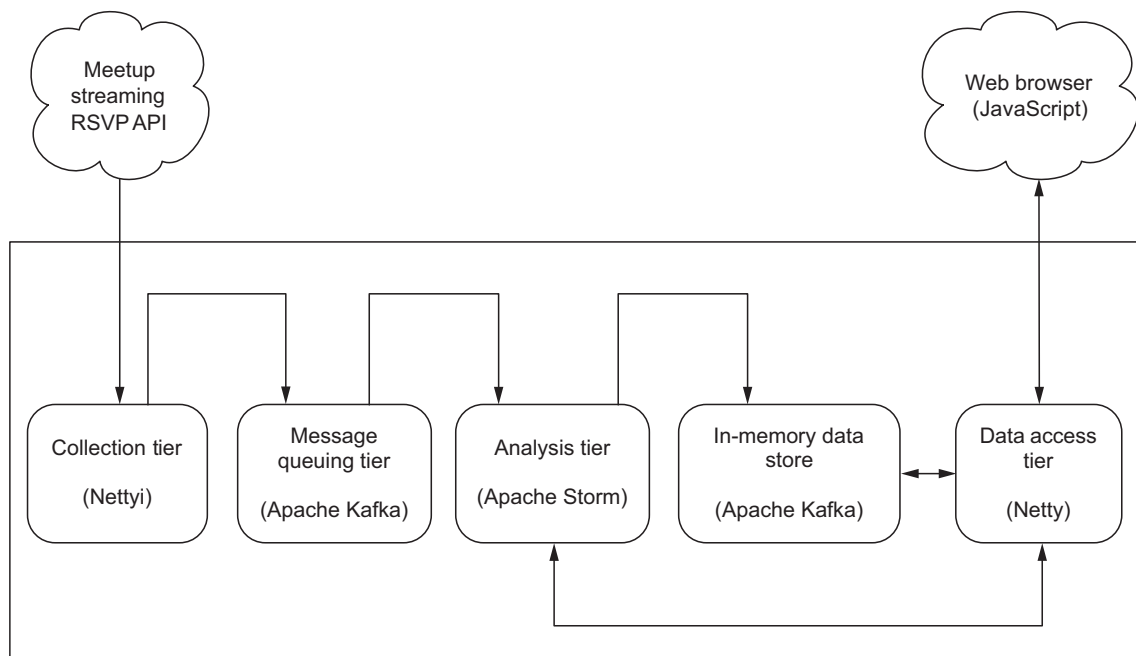 Meetup
streaming
RSVP API
Web browser
(JavaScript)
Collection tier
(Nettyi)
Message
queuing tier
(Apache Kafka)
Analysis tier
(Apache Storm)
In-memory data
store
(Apache Kafka)
Data access
tier
(Netty)